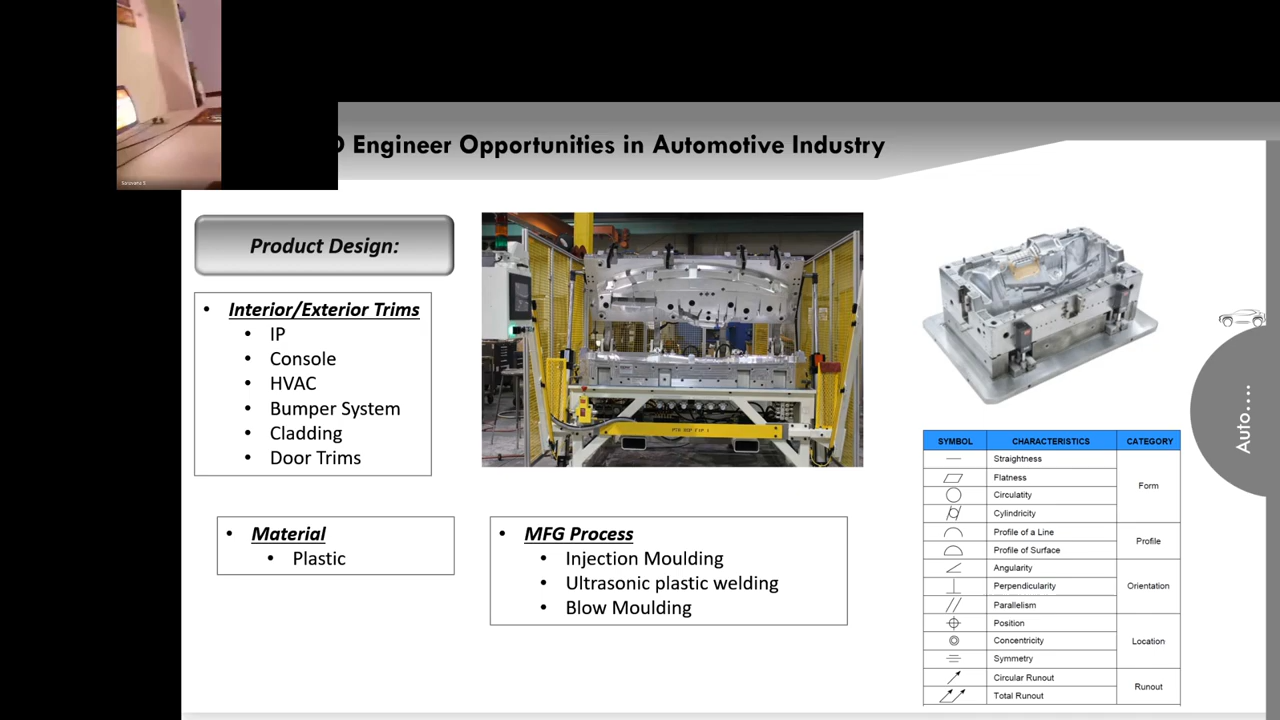 Engineer Opportunities in Automotive Industry
Product Design:
• Interior/Exterior Trims
• IP
• Console
• HVAC
• Bumper System
• Cladding
• Door Trims
• Material
• Plastic
• MFG Process
• Injection Moulding
• Ultrasonic plastic welding
• Blow Moulding
SYMBOL CHARACTERISTICS CATEGORY
Straightness
Flatness
Circulatity
Cylindricity
Form
Profile of a Line
Profile of Surface
Profile
Angularity
Perpendicularity
Parallelism
Orientation
Position
Concentricity
Symmetry
Location
Circular Runout
Total Runout
Runout
Auto....